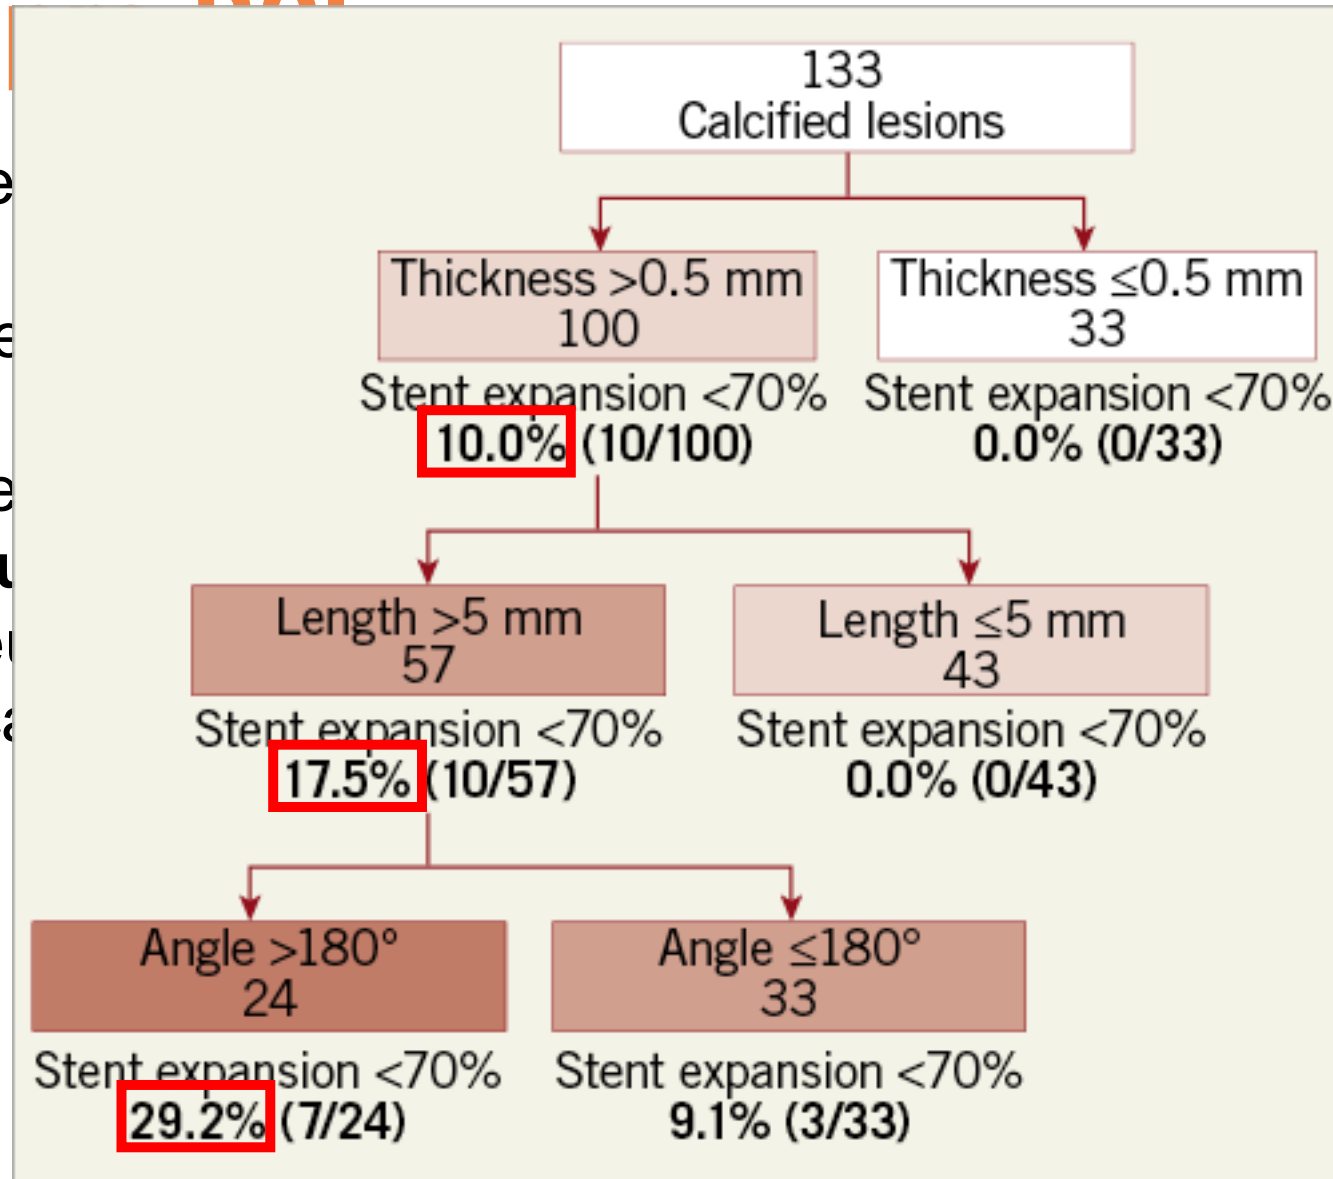 133
Calcified lesions
Thickness >0.5 mm
100
Thickness ≤0.5 mm
33
Stent expansion <70%
10.0% (10/100)
Stent expansion <70%
0.0% (0/33)
Length >5 mm
57
Length ≤5 mm
43
Stent expansion <70%
17.5% (10/57)
Stent expansion <70%
0.0% (0/43)
Angle >180°
24
Angle ≤180°
33
Stent expansion <70%
29.2% (7/24)
Stent expansion <70%
9.1% (3/33)